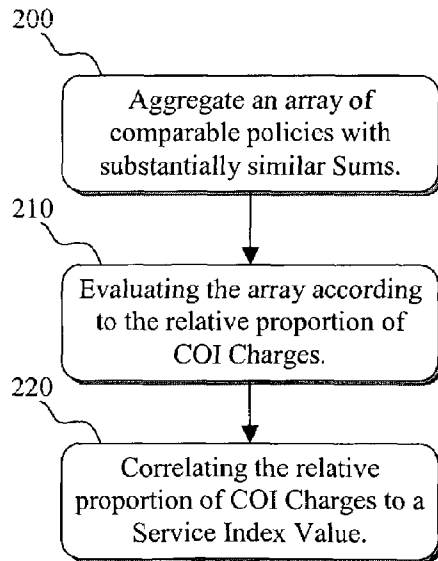 200
Aggregate an array of
comparable policies with
substantially similar Sums.
210
Evaluating the array according
to the relative proportion of
COI Charges.
220
Correlating the relative
proportion of COI Charges to a
Service Index Value.